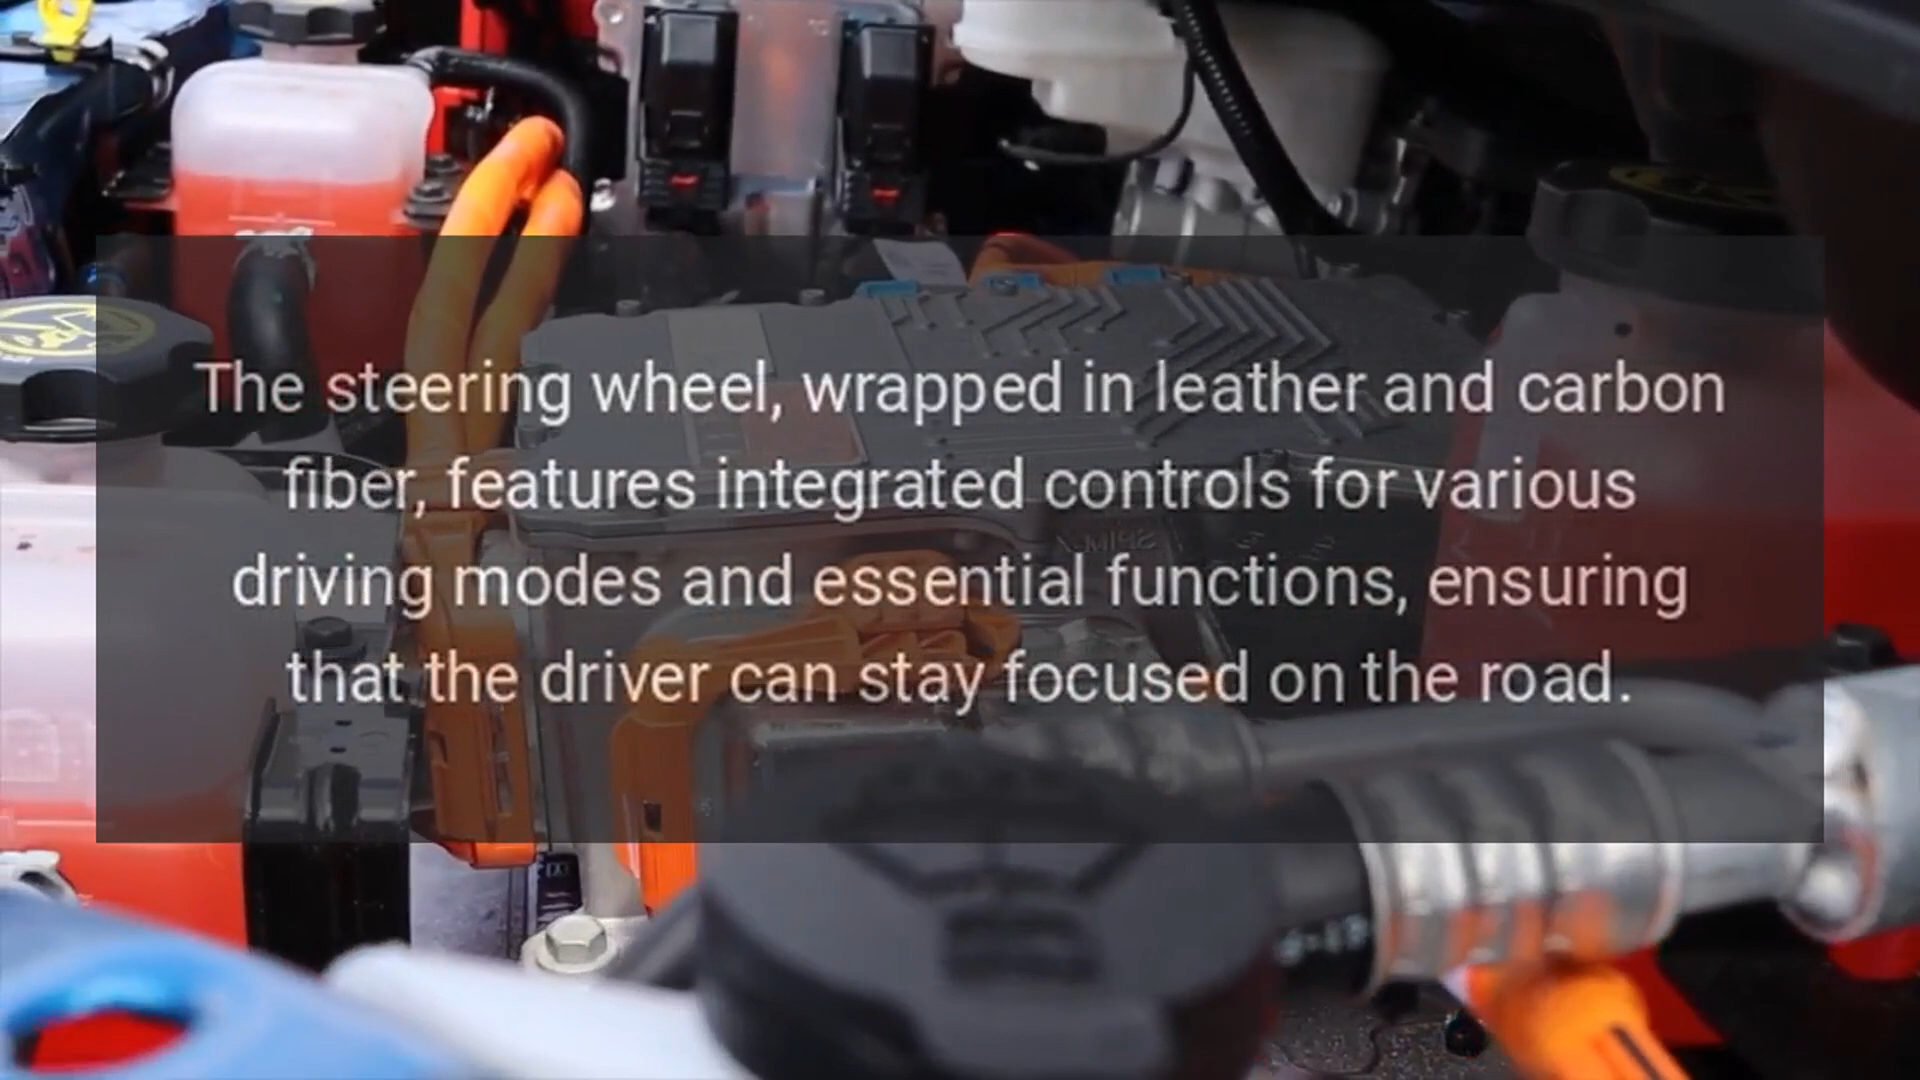 The steering wheel, wrapped in leather and carbon
fiber, features integrated controls for various
driving modes and essential functions, ensuring
that the driver can stay focused on the road.